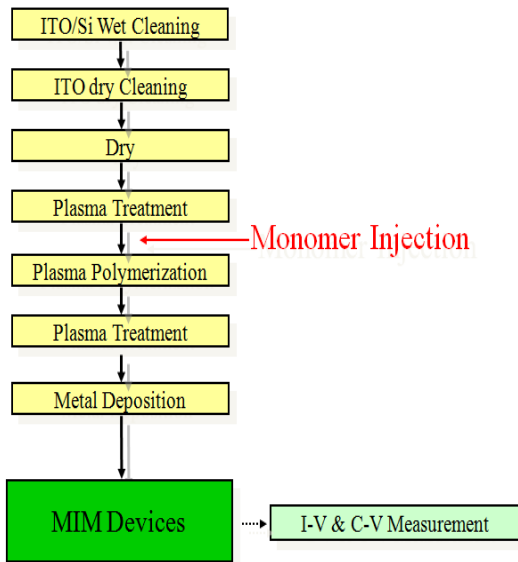 ITO/Si Wet Cleaning
ITO dry Cleaning
Dry
Plasma Treatment
Monomer Injection
Plasma Polymerization
Plasma Treatment
Metal Deposition
MIM Devices
I-V & C-V Measurement